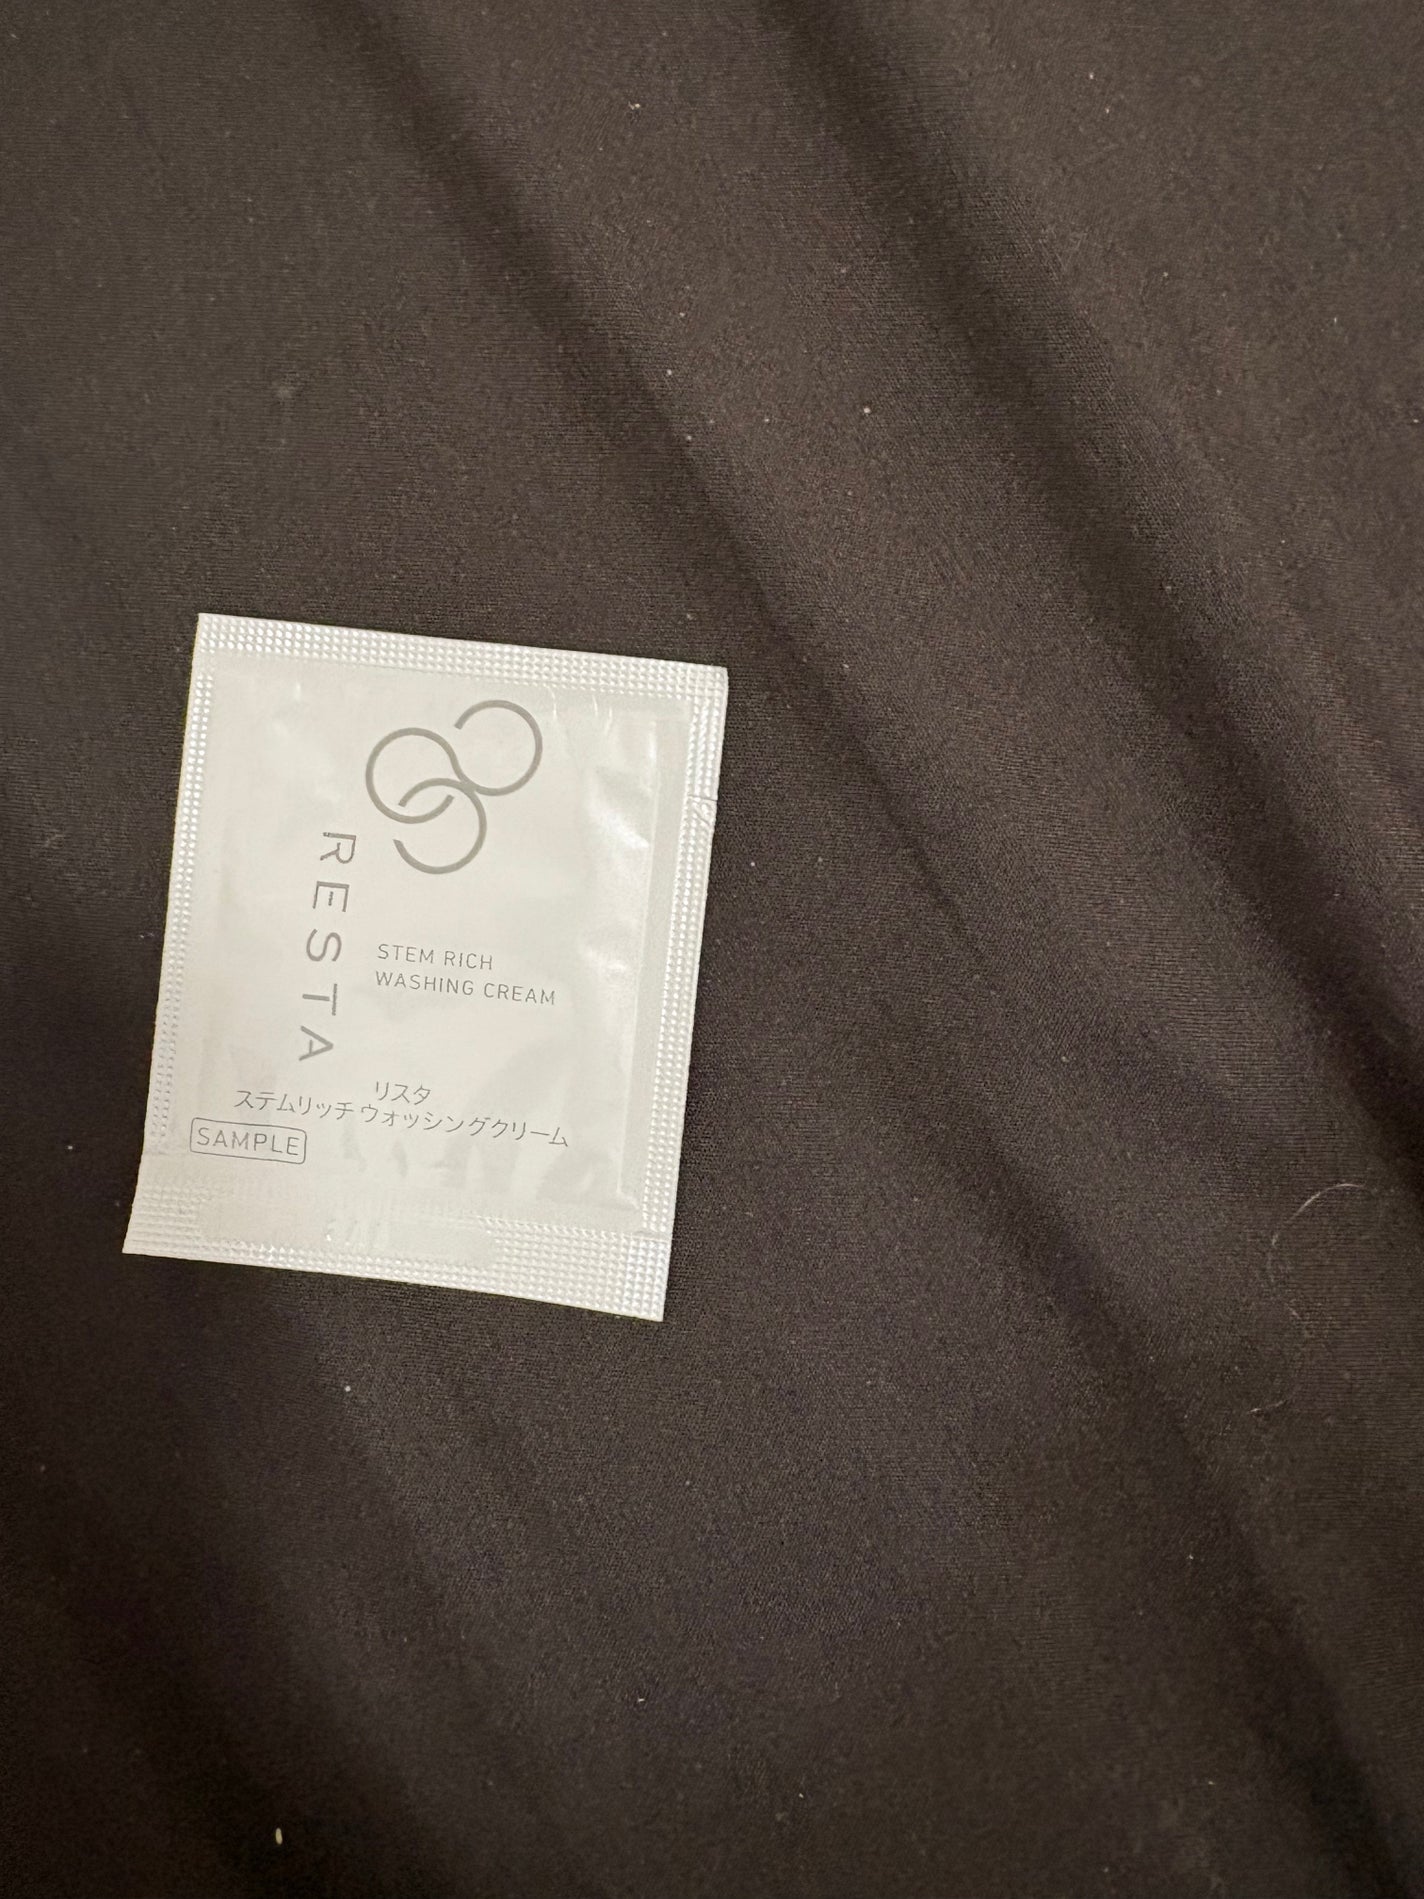 RESTA
STEM RICH
WASHING CREAM
リスタ
ステムリッチ ウォッシングクリーム
SAMPLE